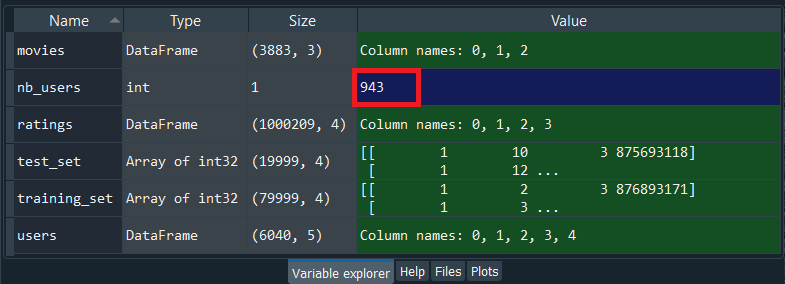 Name Type Size Value
movies DataFrame (3883, 3) Column names: 0, 1, 2
nb_users int 1 943
ratings DataFrame (1000209, 4) Column names: 0, 1, 2, 3
test_set Array of int32 (19999, 4) [[ 1 10 3 875693118]
[ 1 12 ...
training_set Array of int32 (79999, 4) [[ 1 2 3 876893171]
[ 1 3 ...
users DataFrame (6040, 5) Column names: 0, 1, 2, 3, 4
Variable explorer Help Files Plots